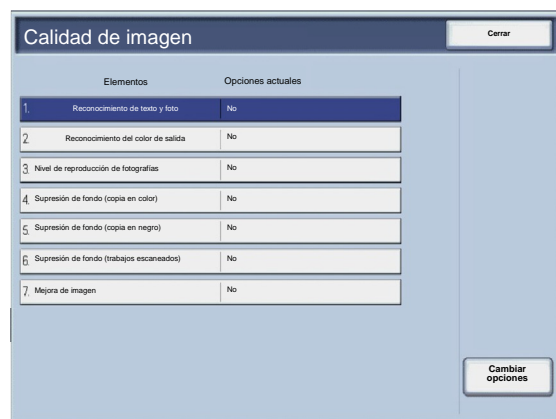 Calidad de imagen
Cerrar
Elementos Opciones actuales
1. Reconocimiento de texto y foto No
2. Reconocimiento del color de salida No
3. Nivel de reproducción de fotografías No
4. Supresión de fondo (copia en color) No
5. Supresión de fondo (copia en negro) No
6. Supresión de fondo (trabajos escaneados) No
7. Mejora de imagen No
Cambiar
opciones